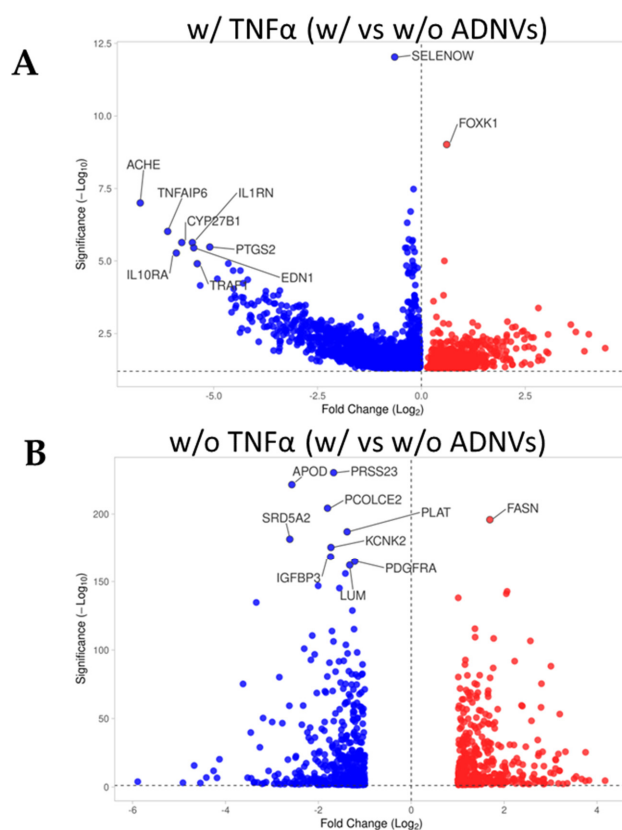 w/ TNFα (w/ vs w/o ADNVs)
A
12.5
SELENOW
10.0
FOXK1
ACHE
7.5
TNFAIP6
IL1RN
CYP27B1
PTGS2
5.0
IL10RA
TRAF1
EDN1
2.5
Significance (−Log10)
-5.0 -2.5 0.0 2.5
Fold Change (Log2)
w/o TNFα (w/ vs w/o ADNVs)
B
APOD PRSS23
PCOLCE2
FASN
200
SRD5A2
PLAT
KCNK2
IGFBP3
PDGFRA
150
LUM
100
50
0
Significance (−Log10)
-6 -4 -2 0 2 4
Fold Change (Log2)